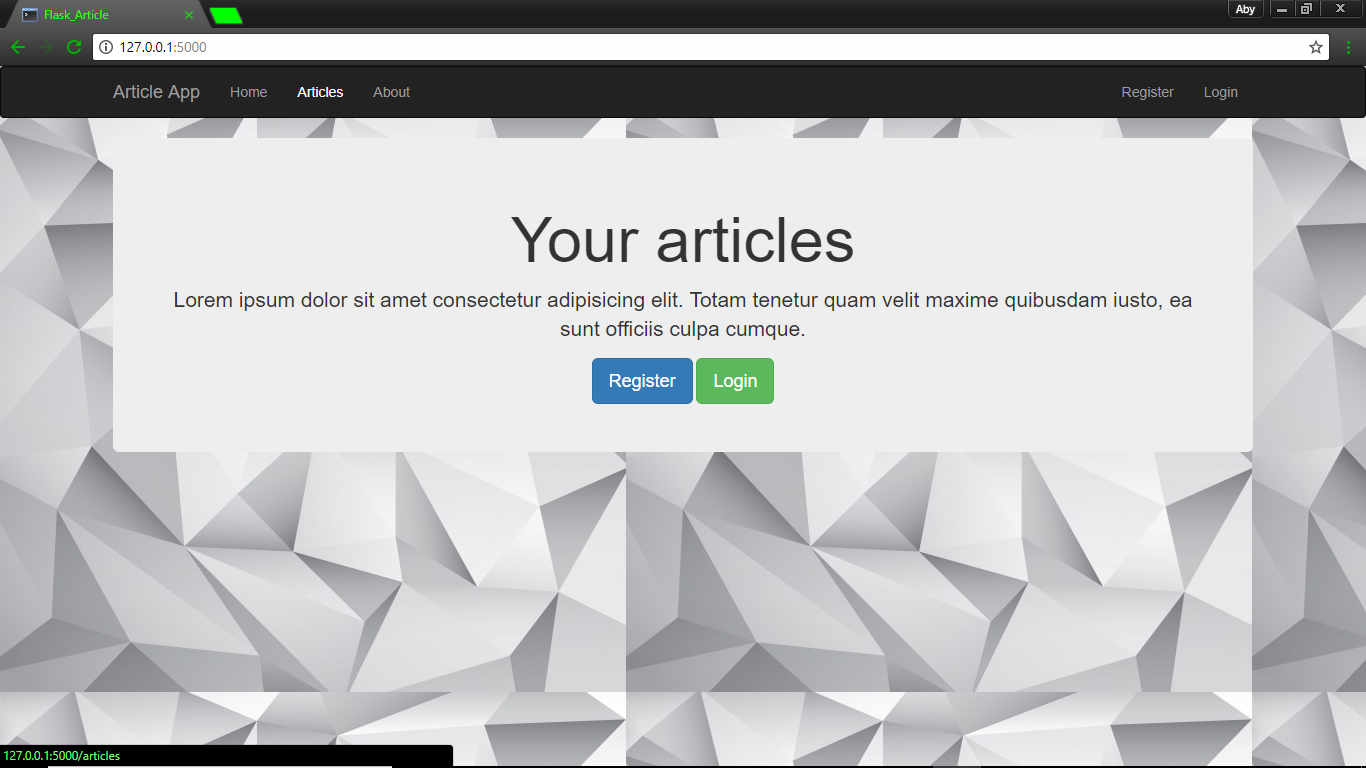 Flask_Article
Aby
127.0.0.1:5000
Article App Home Articles About Register Login
Your articles
Lorem ipsum dolor sit amet consectetur adipisicing elit. Totam tenetur quam velit maxime quibusdam iusto, ea
sunt officiis culpa cumque.
Register Login
127.0.0.1:5000/articles